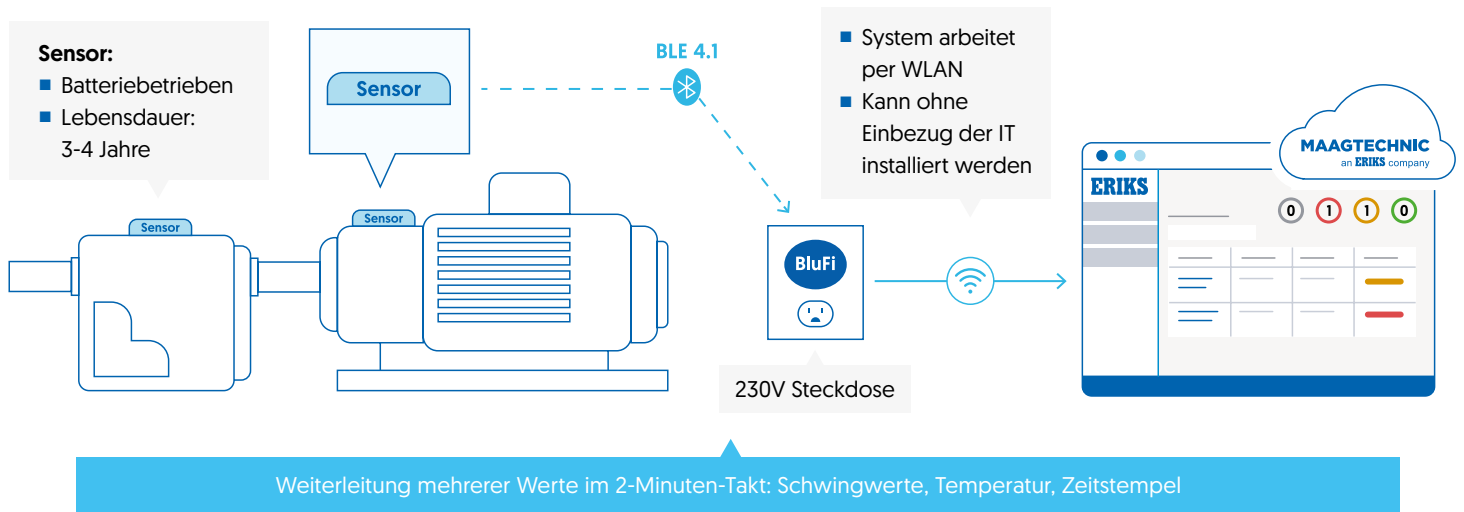 Sensor:
Batteriebetrieben
Lebensdauer:
3-4 Jahre
Sensor
BLE 4.1
System arbeitet
per WLAN
Kann ohne
Einbezug der IT
installiert werden
MAAGTECHNIC
an ERIKS company
ERIKS
0 1 1 0
Sensor
Sensor
BluFi
230V Steckdose
Weiterleitung mehrerer Werte im 2-Minuten-Takt: Schwingwerte, Temperatur, Zeitstempel